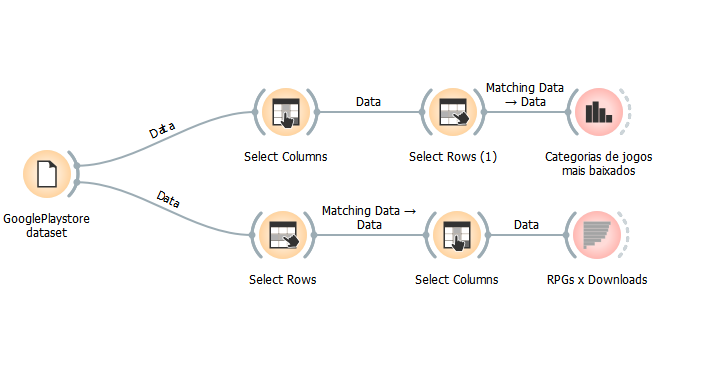 Data
Data
Matching Data
→ Data
Select Columns
Select Rows (1)
Categorias de jogos
mais baixados
GooglePlaystore
dataset
Data
Matching Data →
Data
Data
Select Rows
Select Columns
RPGs x Downloads